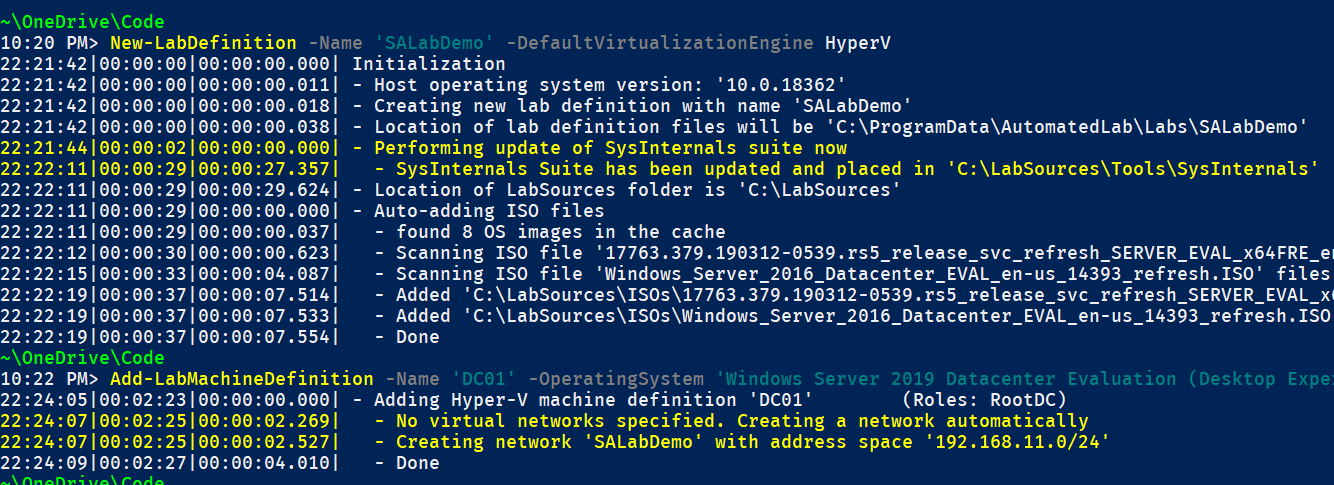 ~\OneDrive\Code
10:20 PM> New-LabDefinition -Name 'SALabDemo' -DefaultVirtualizationEngine HyperV
22:21:42|00:00:00|00:00:00.000| Initialization
22:21:42|00:00:00|00:00:00.011| - Host operating system version: '10.0.18362'
22:21:42|00:00:00|00:00:00.018| - Creating new lab definition with name 'SALabDemo'
22:21:42|00:00:00|00:00:00.038| - Location of lab definition files will be 'C:\ProgramData\AutomatedLab\Labs\SALabDemo'
22:21:44|00:00:02|00:00:00.000| - Performing update of SysInternals suite now
22:22:11|00:00:29|00:00:27.357|   - SysInternals Suite has been updated and placed in 'C:\LabSources\Tools\SysInternals'
22:22:11|00:00:29|00:00:29.624| - Location of LabSources folder is 'C:\LabSources'
22:22:11|00:00:29|00:00:00.000| - Auto-adding ISO files
22:22:11|00:00:29|00:00:00.037|   - found 8 OS images in the cache
22:22:12|00:00:30|00:00:00.623|   - Scanning ISO file '17763.379.190312-0539.rs5_release_svc_refresh_SERVER_EVAL_x64FRE_en
22:22:15|00:00:33|00:00:04.087|   - Scanning ISO file 'Windows_Server_2016_Datacenter_EVAL_en-us_14393_refresh.ISO' files
22:22:19|00:00:37|00:00:07.514|   - Added 'C:\LabSources\ISOs\17763.379.190312-0539.rs5_release_svc_refresh_SERVER_EVAL_x6
22:22:19|00:00:37|00:00:07.533|   - Added 'C:\LabSources\ISOs\Windows_Server_2016_Datacenter_EVAL_en-us_14393_refresh.ISO
22:22:19|00:00:37|00:00:07.554|   - Done
~\OneDrive\Code
10:22 PM> Add-LabMachineDefinition -Name 'DC01' -OperatingSystem 'Windows Server 2019 Datacenter Evaluation (Desktop Expe
22:24:05|00:02:23|00:00:00.000| - Adding Hyper-V machine definition 'DC01'        (Roles: RootDC)
22:24:07|00:02:25|00:00:02.269|   - No virtual networks specified. Creating a network automatically
22:24:07|00:02:25|00:00:02.527|   - Creating network 'SALabDemo' with address space '192.168.11.0/24'
22:24:09|00:02:27|00:00:04.010|   - Done
~\OneDrive\Code